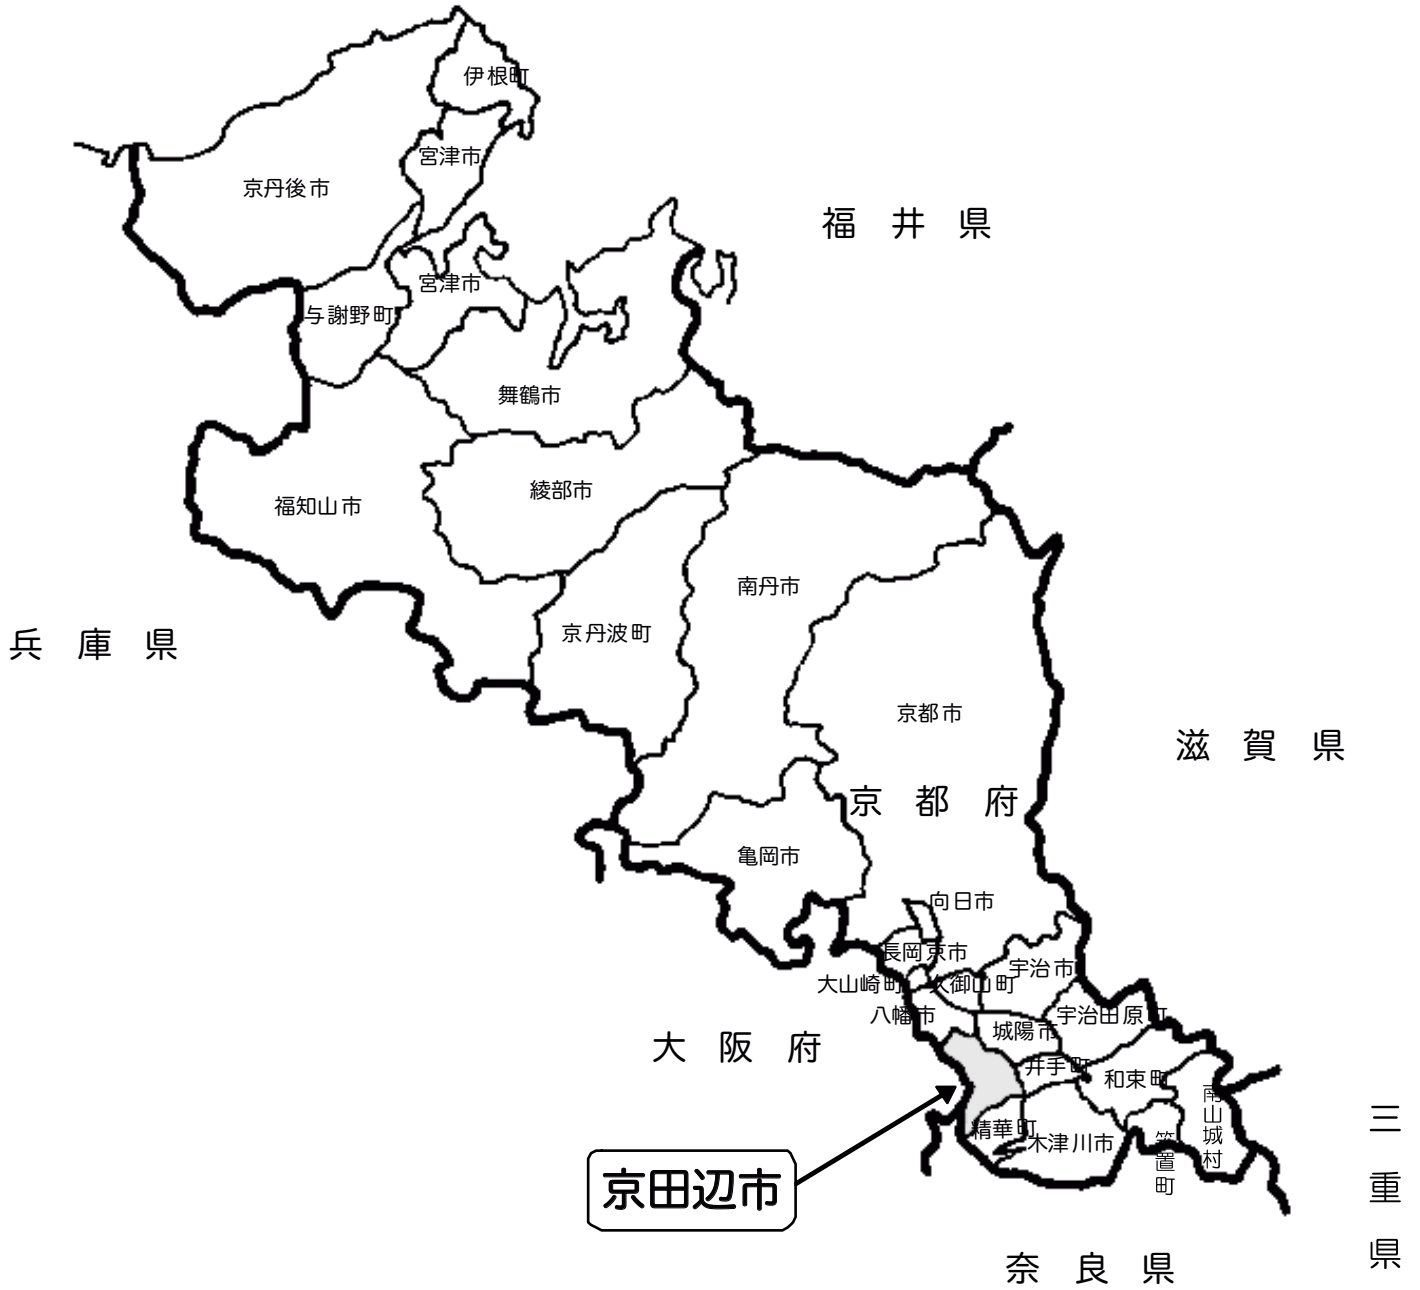 伊根町
宮津市
京丹後市
福井県
宮津市
与謝野町
舞鶴市
綾部市
福知山市
南丹市
京丹波町
兵庫県
京都市
滋賀県
京都府
亀岡市
向日市
長岡京市
宇治市
大山崎町
久御山町
八幡市
宇治田原町
城陽市
大阪府
井手町
和束町
南山城村
精華町
木津川市
笠置町
京田辺市
三重県
奈良県